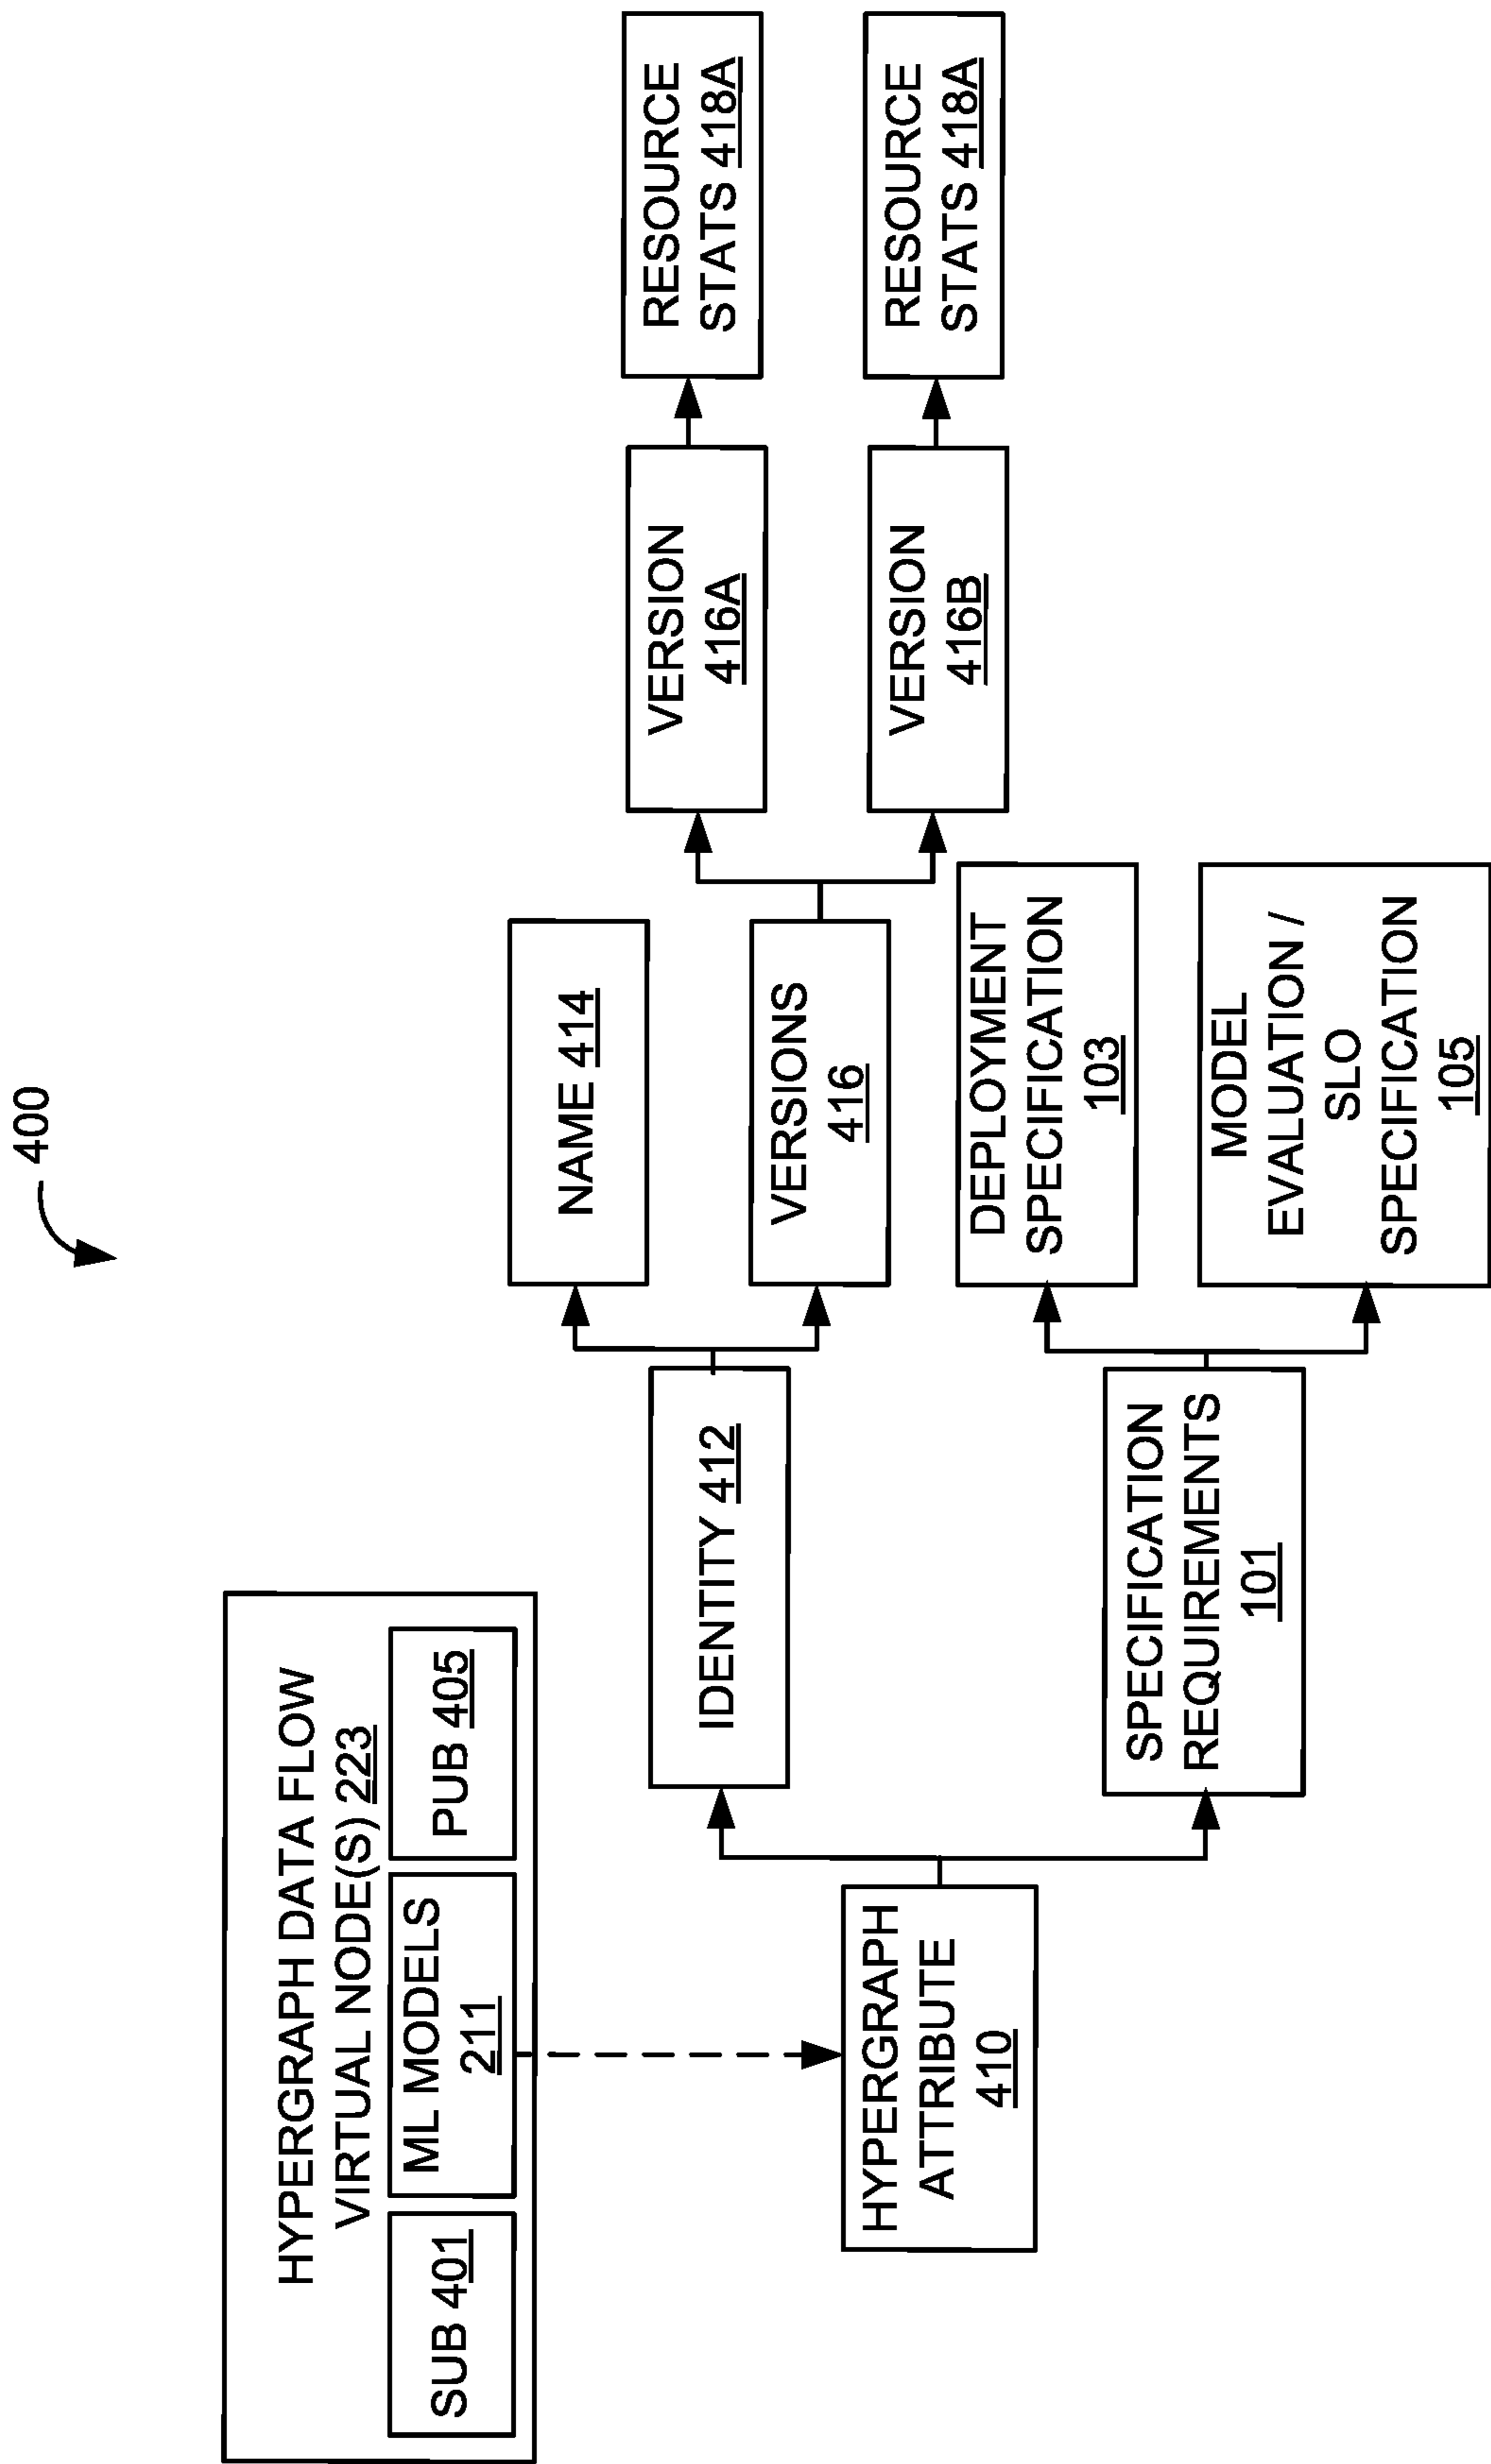 400
HYPERGRAPH DATA FLOW
VIRTUAL NODE(S) 223
SUB 401
ML MODELS
211
PUB 405
HYPERGRAPH
ATTRIBUTE
410
IDENTITY 412
NAME 414
VERSIONS
416
VERSION
416A
RESOURCE
STATS 418A
VERSION
416B
RESOURCE
STATS 418A
SPECIFICATION
REQUIREMENTS
101
DEPLOYMENT
SPECIFICATION
103
MODEL
EVALUATION /
SLO
SPECIFICATION
105